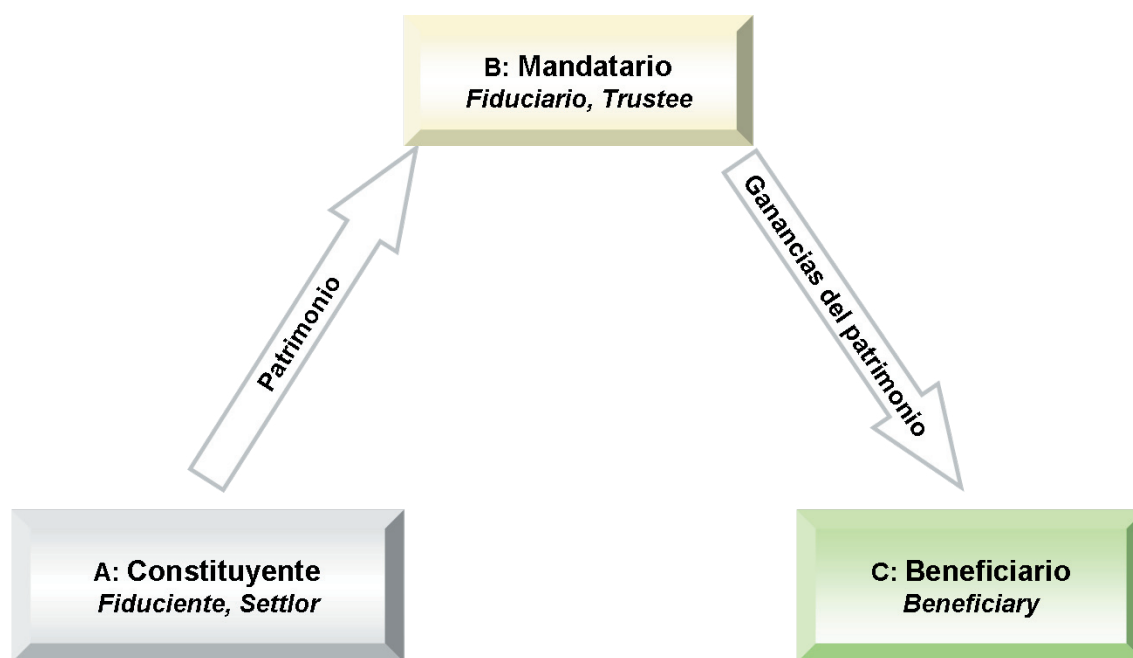 B: Mandatario
Fiduciario, Trustee
Patrimonio
Ganancias del patrimonio
A: Constituyente
Fiduciente, Settlor
C: Beneficiario
Beneficiary